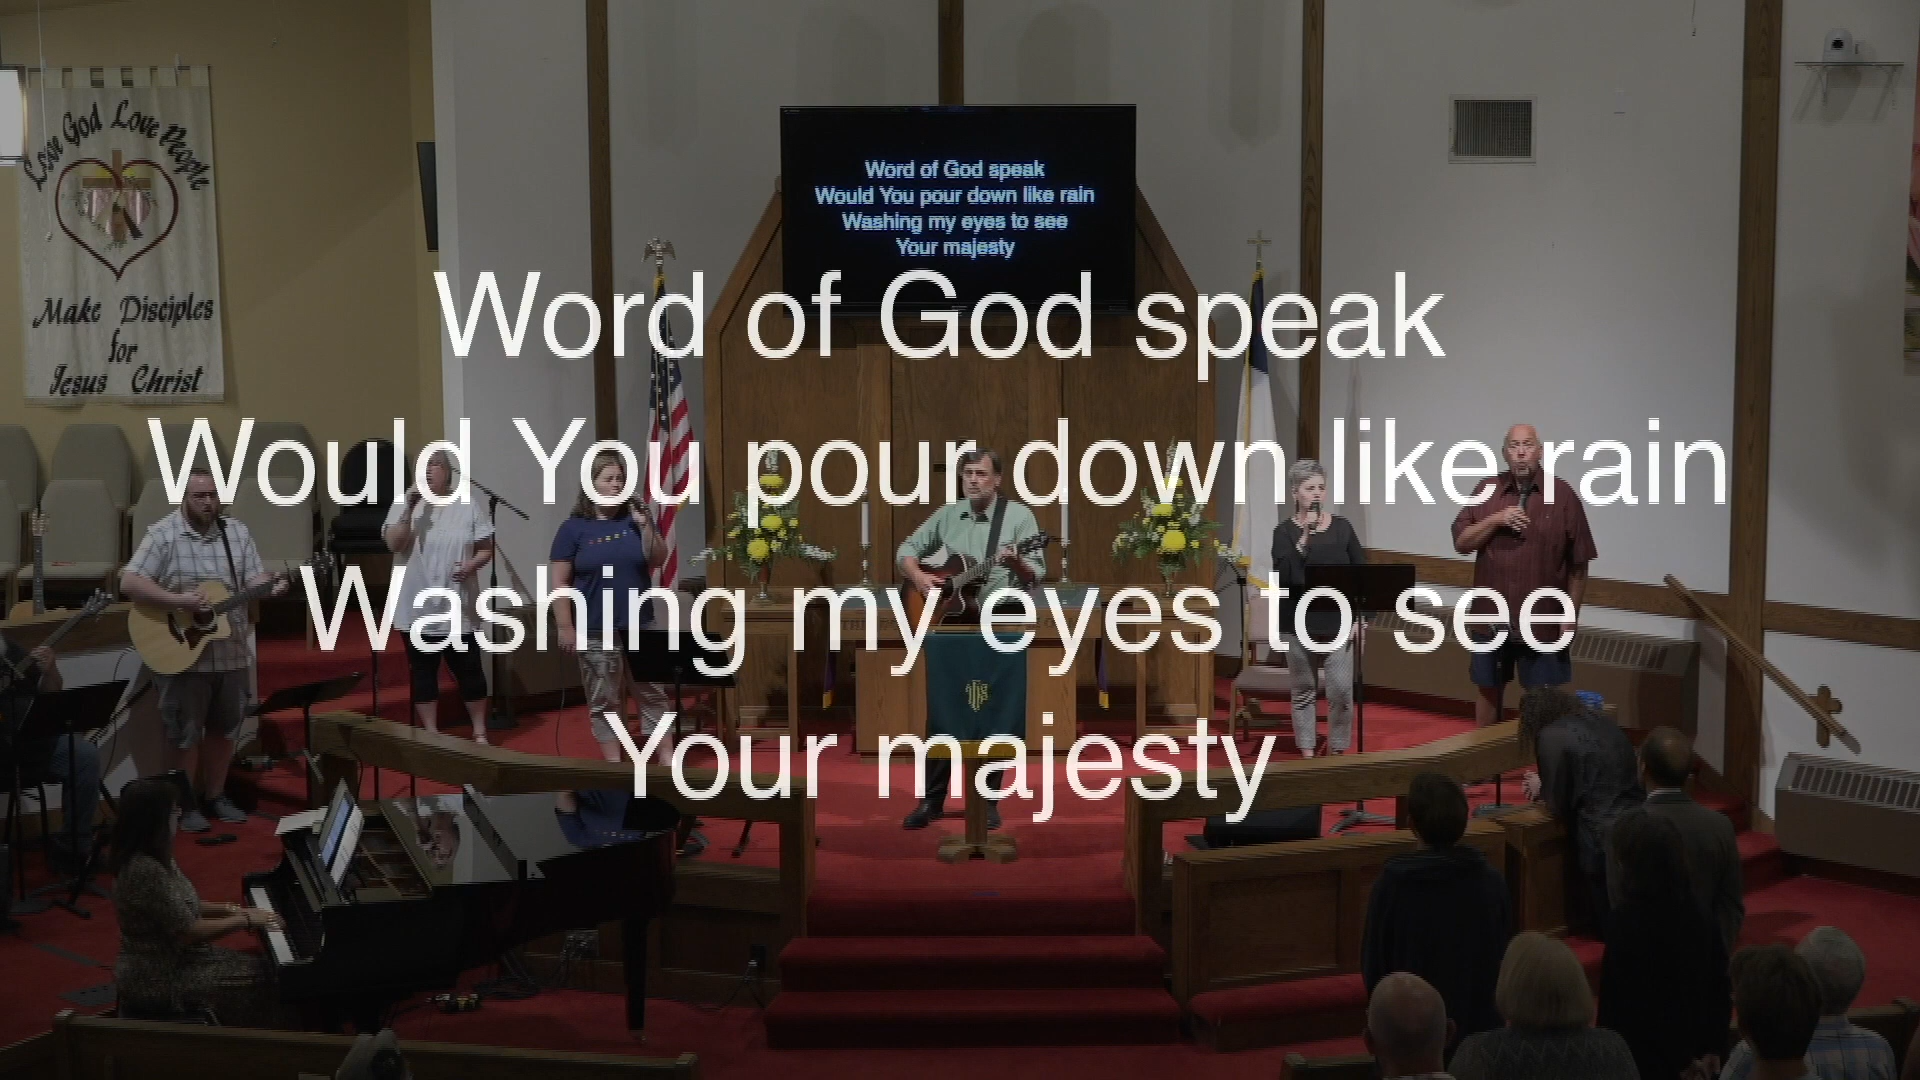 Love God Love People
Make Disciples
for
Jesus Christ
Word of God speak
Would You pour down like rain
Washing my eyes to see
Your majesty
Word of God speak
Would You pour down like rain
Washing my eyes to see
Your majesty